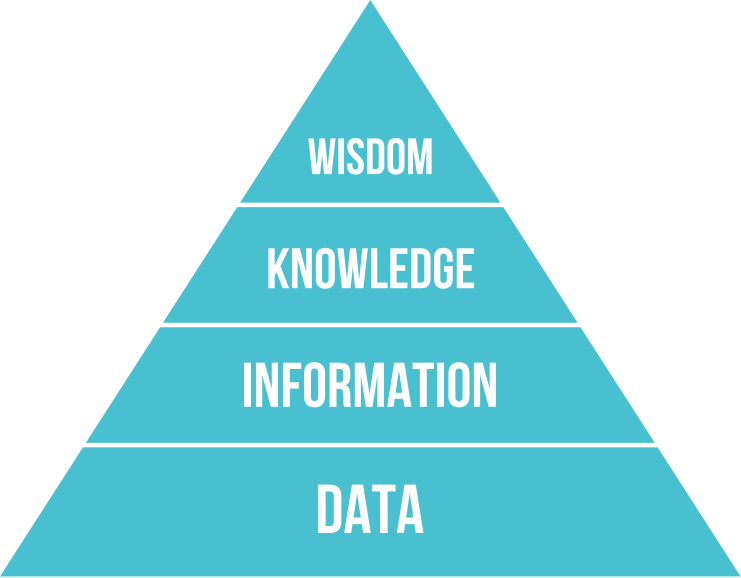 WISDOM
KNOWLEDGE
INFORMATION
DATA